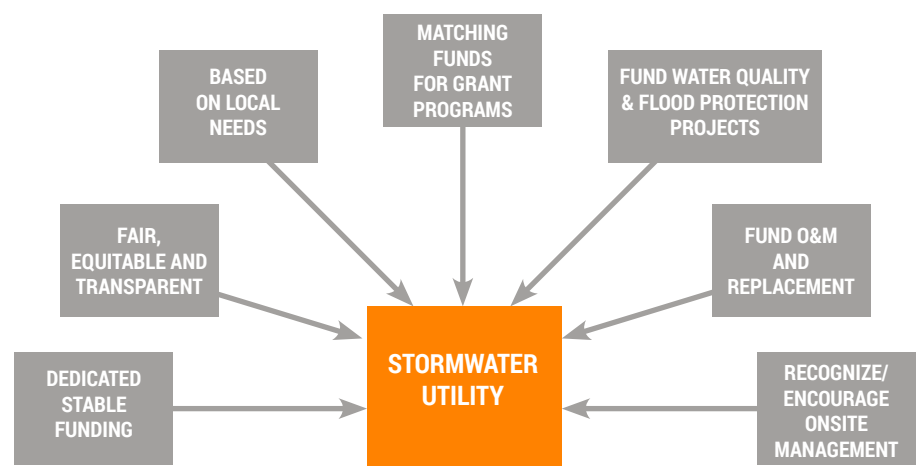 MATCHING
FUNDS
FOR GRANT
PROGRAMS
BASED
ON LOCAL
NEEDS
FUND WATER QUALITY
& FLOOD PROTECTION
PROJECTS
FAIR,
EQUITABLE AND
TRANSPARENT
FUND O&M
AND
REPLACEMENT
STORMWATER
UTILITY
DEDICATED
STABLE
FUNDING
RECOGNIZE/
ENCOURAGE
ONSITE
MANAGEMENT